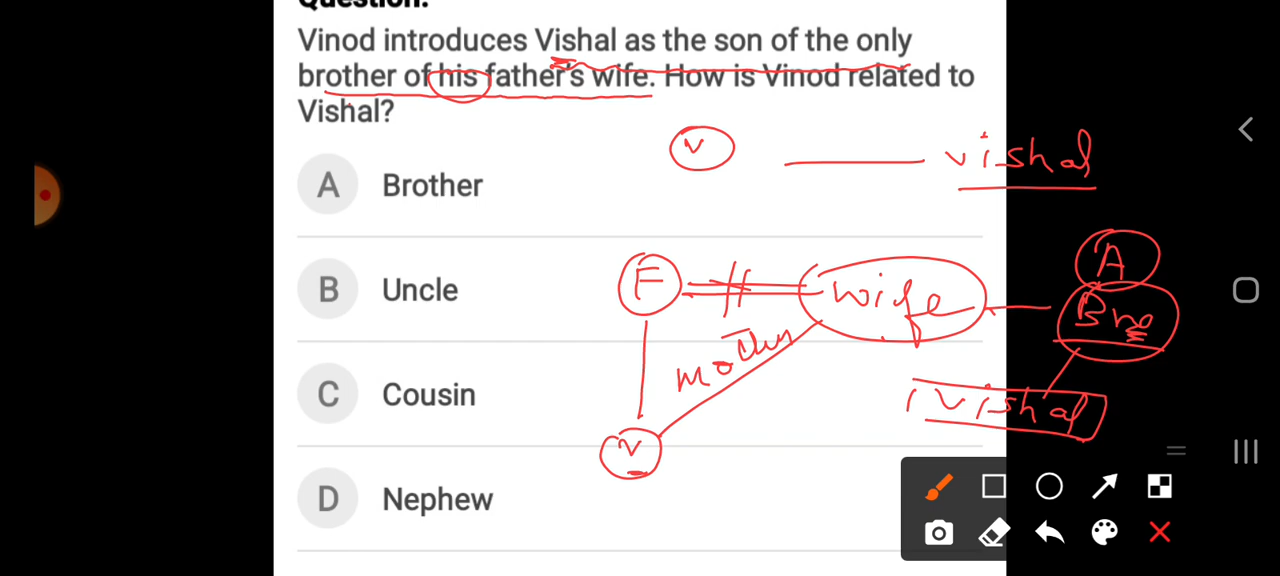 Question:
Vinod introduces Vishal as the son of the only
brother of his father's wife. How is Vinod related to
Vishal?
V vishal
A Brother
A
F wife
B Uncle
Bro
mother
C Cousin
Vishal
V
D Nephew